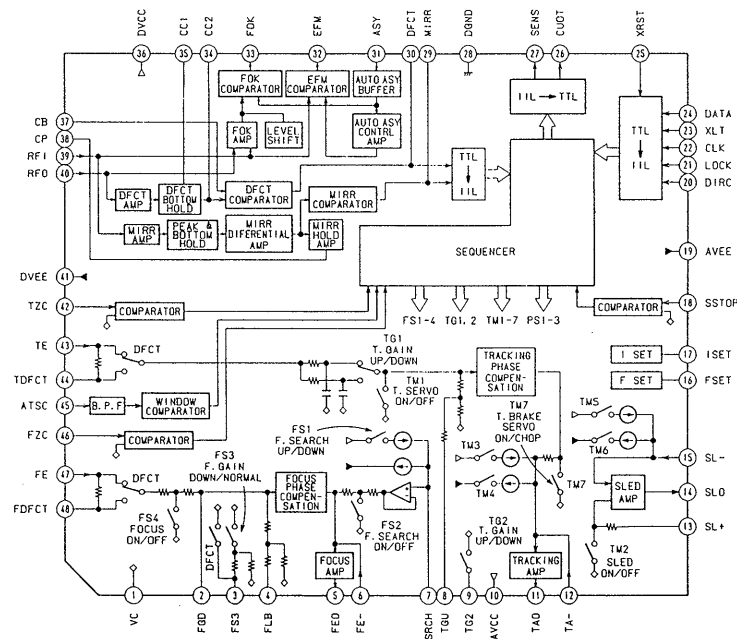 DVCC
CC1
CC2
FOK
EFM
ASY
DFCT
MIRR
DGND
SENS
CUOT
XRST
36
35
34
33
32
31
30
29
28
27
26
25
FOK
COMPARATOR
EFM
COMPARATOR
AUTO ASY
BUFFER
IIL → TTL
FOK
AMP
LEVEL
SHIFT
AUTO ASY
CONTRL
AMP
TTL
↓
IIL
TTL
↓
IIL
CB 37
CP 38
RFI 39
RFO 40
24 DATA
23 XLT
22 CLK
21 LOCK
20 DIRC
DFCT
AMP
DFCT
BOTTOM
HOLD
DFCT
COMPARATOR
MIRR
COMPARATOR
MIRR
AMP
PEAK &
BOTTOM
HOLD
MIRR
DIFERENTIAL
AMP
MIRR
HOLD
AMP
SEQUENCER
19 AVEE
DVEE 41
TZC 42
COMPARATOR
FS1-4
TG1, 2
TM1-7
PS1-3
COMPARATOR
18 SSTOP
TE 43
DFCT
TG1
T. GAIN
UP/DOWN
TRACKING
PHASE
COMPEN-
SATION
I SET
17 ISET
TDFCT 44
TM1
T. SERVO
ON/OFF
F SET
16 FSET
ATSC 45
B.P.F
WINDOW
COMPARATOR
FS1
F. SEARCH
UP/DOWN
TM7
T. BRAKE
SERVO
ON/CHOP
TM5
TM6
FZC 46
COMPARATOR
TM3
15 SL-
FE 47
DFCT
FS3
F. GAIN
DOWN/NORMAL
FOCUS
PHASE
COMPEN-
SATION
TM4
TM7
SLED
AMP
14 SLO
FDFCT 48
FS4
FOCUS
ON/OFF
DFCT
FS2
F. SEARCH
ON/OFF
TG2
T. GAIN
UP/DOWN
13 SL+
TM2
SLED
ON/OFF
FOCUS
AMP
TRACKING
AMP
1
2
3
4
5
6
7
8
9
10
11
12
VC
FGD
FS3
FLB
FEO
FE-
SRCH
TGU
TG2
AVCC
TAO
TA-